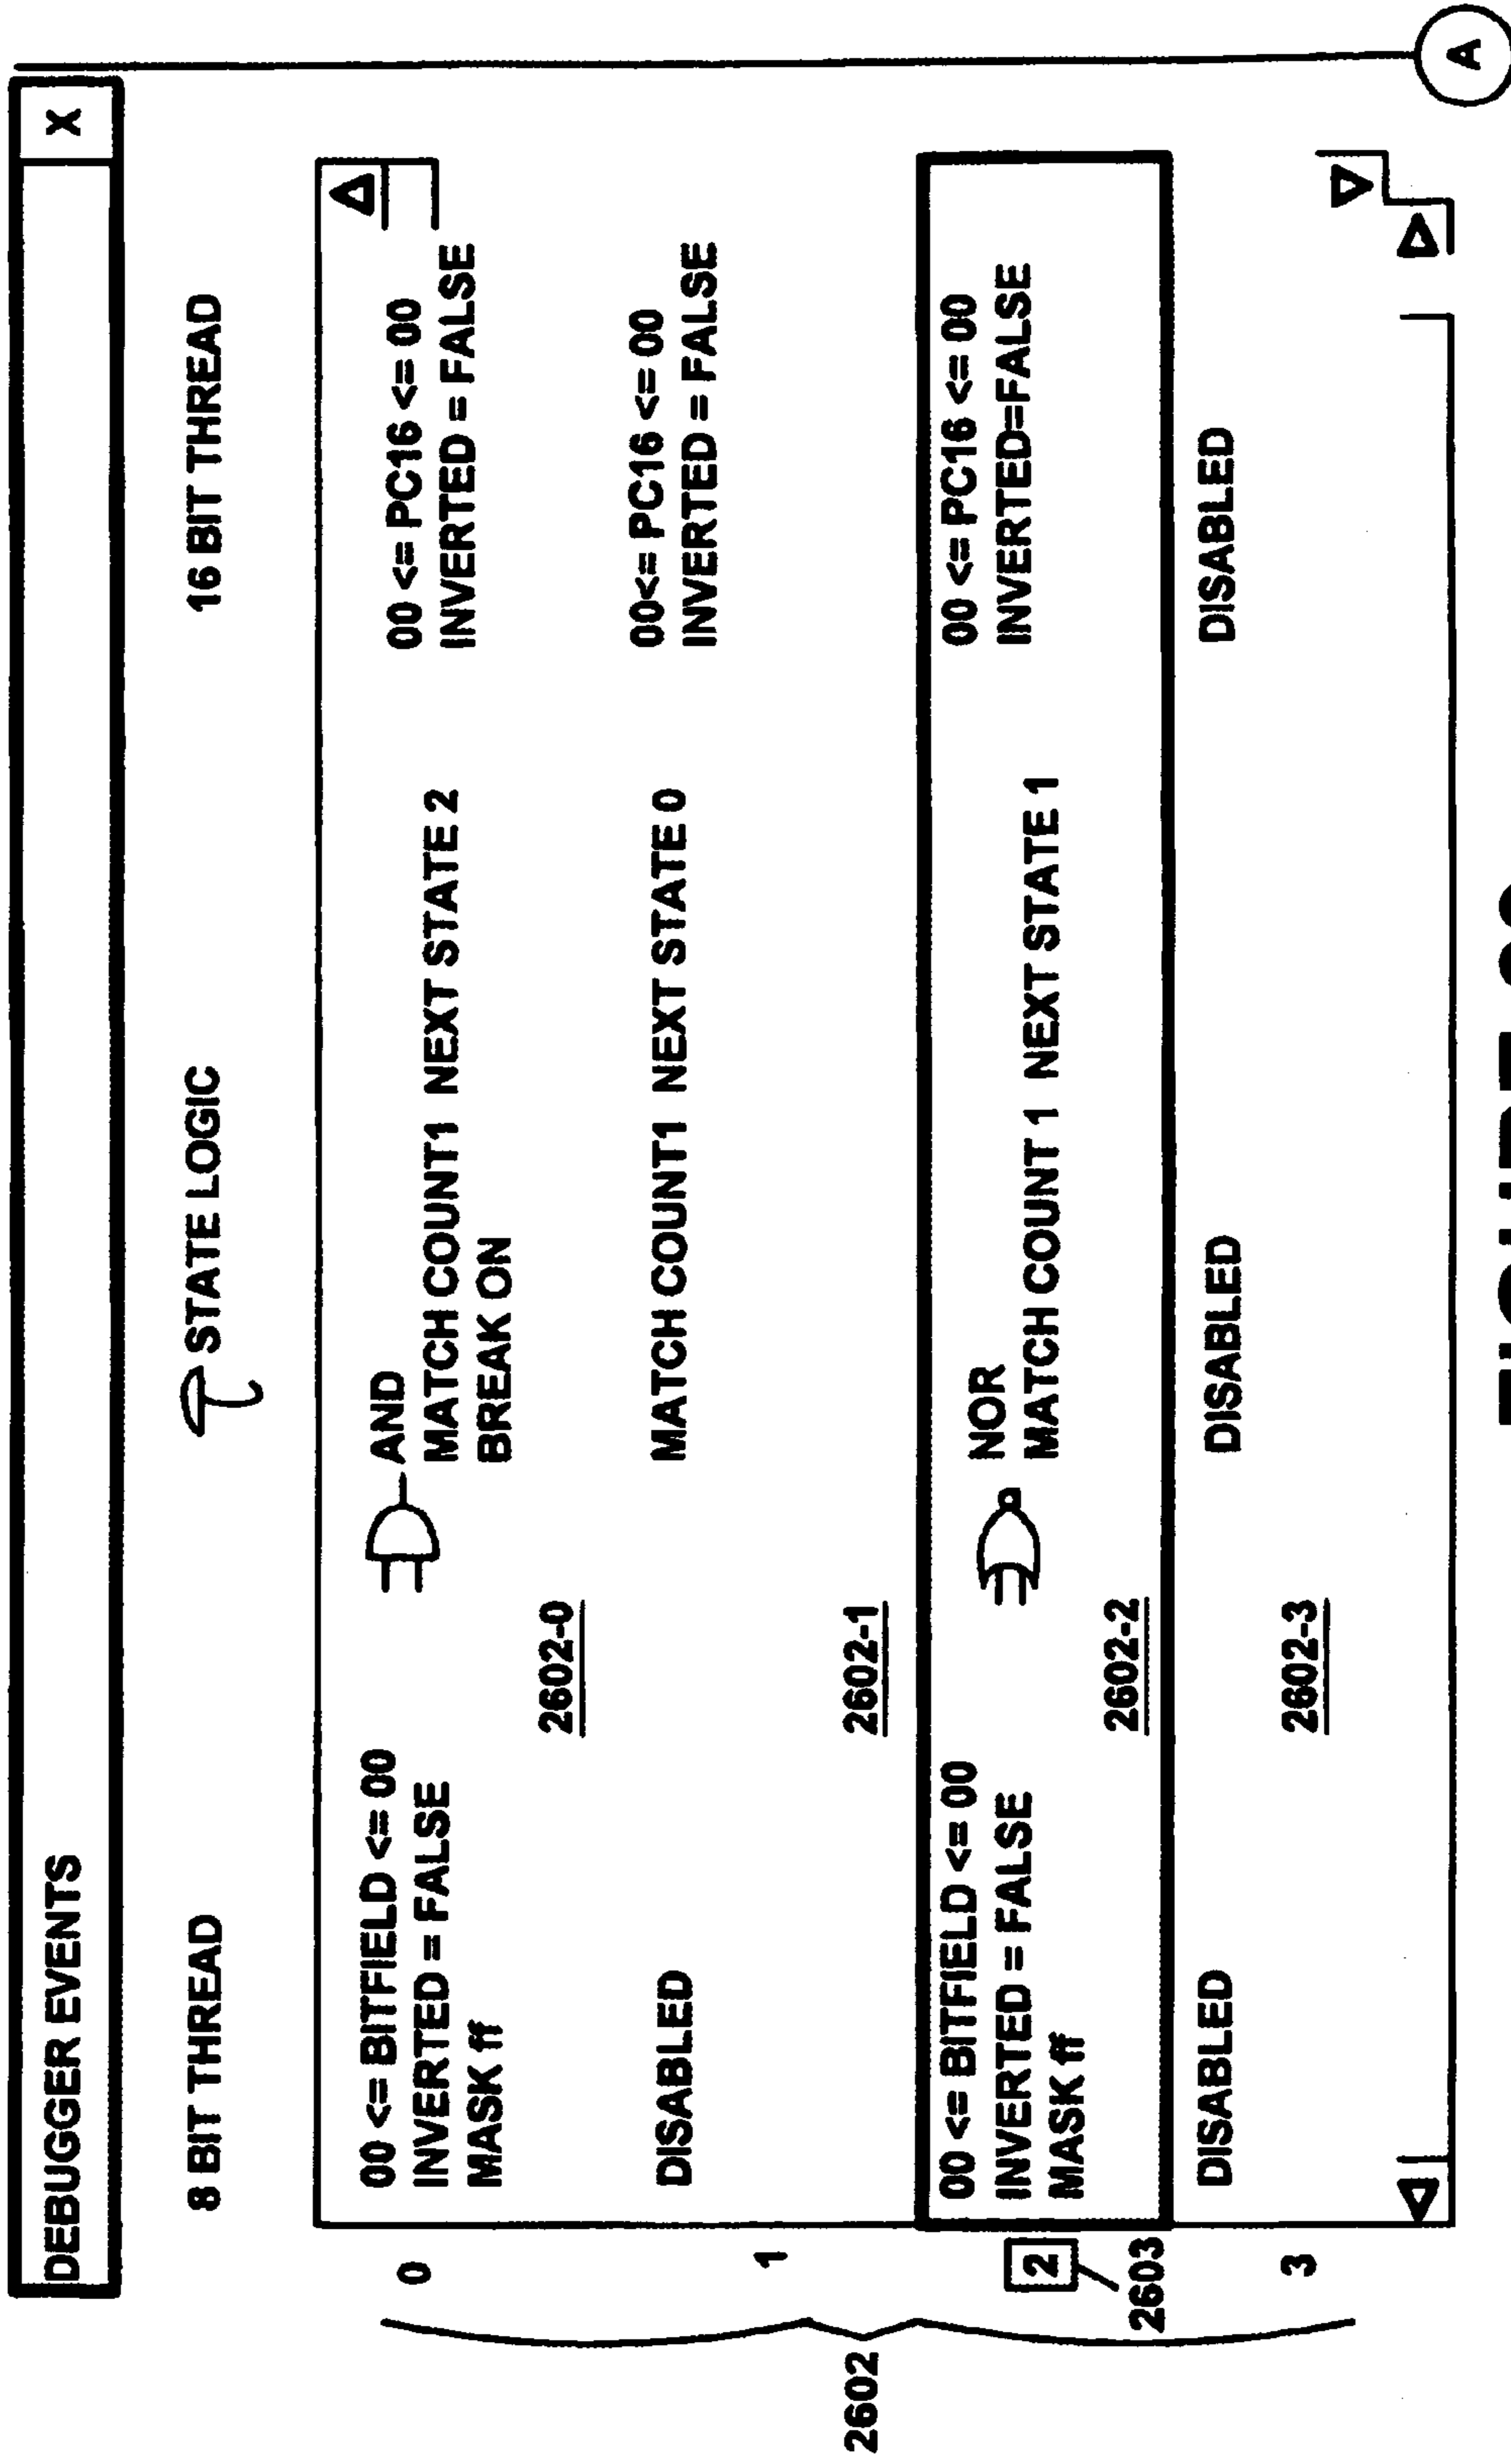 DEBUGGER EVENTS X
8 BIT THREAD STATE LOGIC 16 BIT THREAD
0
00 <= BITFIELD <= 00
INVERTED = FALSE
MASK ff
AND
MATCH COUNT1 NEXT STATE 2
BREAK ON
00 <= PC16 <= 00
INVERTED = FALSE
2602-0
1
DISABLED
MATCH COUNT1 NEXT STATE 0
00<= PC16 <= 00
INVERTED = FALSE
2602-1
2
00 <= BITFIELD <= 00
INVERTED = FALSE
MASK ff
NOR
MATCH COUNT 1 NEXT STATE 1
00 <= PC16 <= 00
INVERTED=FALSE
2602-2
2603
3
DISABLED DISABLED DISABLED
2602-3
2602
A